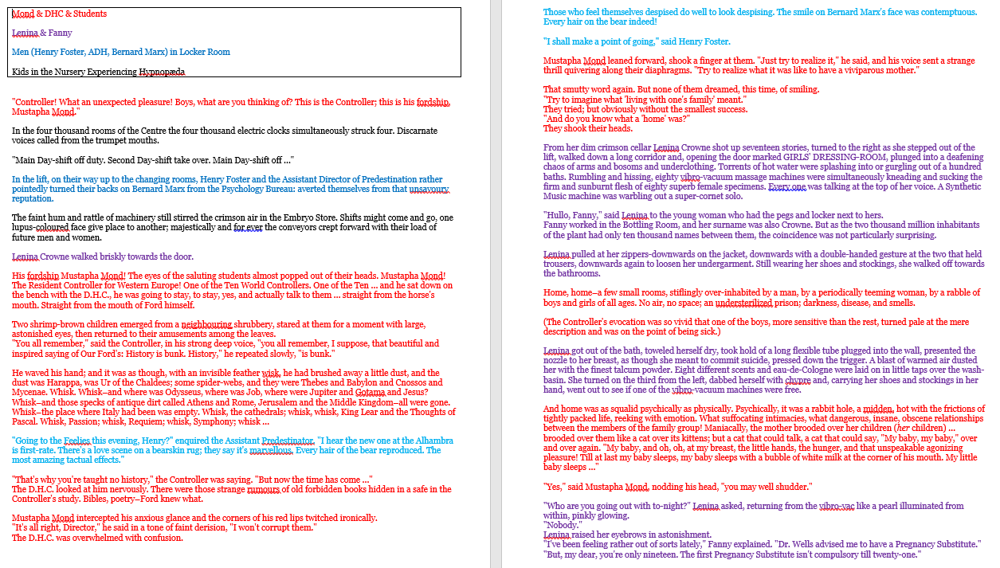 Mond & DHC & Students
Lenina & Fanny
Men (Henry Foster, ADH, Bernard Marx) in Locker Room
Kids in the Nursery Experiencing Hypnopæda
"Controller! What an unexpected pleasure! Boys, what are you thinking of? This is the Controller; this is his fordship,
Mustapha Mond."
In the four thousand rooms of the Centre the four thousand electric clocks simultaneously struck four. Discarnate
voices called from the trumpet mouths.
"Main Day-shift off duty. Second Day-shift take over. Main Day-shift off ..."
In the lift, on their way up to the changing rooms, Henry Foster and the Assistant Director of Predestination rather
pointedly turned their backs on Bernard Marx from the Psychology Bureau: averted themselves from that unsavoury
reputation.
The faint hum and rattle of machinery still stirred the crimson air in the Embryo Store. Shifts might come and go, one
lupus-coloured face give place to another; majestically and for ever the conveyors crept forward with their load of
future men and women.
Lenina Crowne walked briskly towards the door.
His fordship Mustapha Mond! The eyes of the saluting students almost popped out of their heads. Mustapha Mond!
The Resident Controller for Western Europe! One of the Ten World Controllers. One of the Ten ... and he sat down on
the bench with the D.H.C., he was going to stay, to stay, yes, and actually talk to them ... straight from the horse's
mouth. Straight from the mouth of Ford himself.
Two shrimp-brown children emerged from a neighbouring shrubbery, stared at them for a moment with large,
astonished eyes, then returned to their amusements among the leaves.
"You all remember," said the Controller, in his strong deep voice, "you all remember, I suppose, that beautiful and
inspired saying of Our Ford's: History is bunk. History," he repeated slowly, "is bunk."
He waved his hand; and it was as though, with an invisible feather wisk, he had brushed away a little dust, and the
dust was Harappa, was Ur of the Chaldees; some spider-webs, and they were Thebes and Babylon and Cnossos and
Mycenae. Whisk. Whisk–and where was Odysseus, where was Job, where were Jupiter and Gotama and Jesus?
Whisk–and those specks of antique dirt called Athens and Rome, Jerusalem and the Middle Kingdom–all were gone.
Whisk–the place where Italy had been was empty. Whisk, the cathedrals; whisk, whisk, King Lear and the Thoughts of
Pascal. Whisk, Passion; whisk, Requiem; whisk, Symphony; whisk ...
"Going to the Feelies this evening, Henry?" enquired the Assistant Predestinator. "I hear the new one at the Alhambra
is first-rate. There's a love scene on a bearskin rug; they say it's marvellous. Every hair of the bear reproduced. The
most amazing tactual effects."
"That's why you're taught no history," the Controller was saying. "But now the time has come ..."
The D.H.C. looked at him nervously. There were those strange rumours of old forbidden books hidden in a safe in the
Controller's study. Bibles, poetry–Ford knew what.
Mustapha Mond intercepted his anxious glance and the corners of his red lips twitched ironically.
"It's all right, Director," he said in a tone of faint derision, "I won't corrupt them."
The D.H.C. was overwhelmed with confusion.
Those who feel themselves despised do well to look despising. The smile on Bernard Marx's face was contemptuous.
Every hair on the bear indeed!
"I shall make a point of going," said Henry Foster.
Mustapha Mond leaned forward, shook a finger at them. "Just try to realize it," he said, and his voice sent a strange
thrill quivering along their diaphragms. "Try to realize what it was like to have a viviparous mother."
That smutty word again. But none of them dreamed, this time, of smiling.
"Try to imagine what 'living with one's family' meant."
They tried; but obviously without the smallest success.
"And do you know what a 'home' was?"
They shook their heads.
From her dim crimson cellar Lenina Crowne shot up seventeen stories, turned to the right as she stepped out of the
lift, walked down a long corridor and, opening the door marked GIRLS' DRESSING-ROOM, plunged into a deafening
chaos of arms and bosoms and underclothing. Torrents of hot water were splashing into or gurgling out of a hundred
baths. Rumbling and hissing, eighty vibro-vacuum massage machines were simultaneously kneading and sucking the
firm and sunburnt flesh of eighty superb female specimens. Every one was talking at the top of her voice. A Synthetic
Music machine was warbling out a super-cornet solo.
"Hullo, Fanny," said Lenina to the young woman who had the pegs and locker next to hers.
Fanny worked in the Bottling Room, and her surname was also Crowne. But as the two thousand million inhabitants
of the plant had only ten thousand names between them, the coincidence was not particularly surprising.
Lenina pulled at her zippers-downwards on the jacket, downwards with a double-handed gesture at the two that held
trousers, downwards again to loosen her undergarment. Still wearing her shoes and stockings, she walked off towards
the bathrooms.
Home, home–a few small rooms, stiflingly over-inhabited by a man, by a periodically teeming woman, by a rabble of
boys and girls of all ages. No air, no space; an understerilized prison; darkness, disease, and smells.
(The Controller's evocation was so vivid that one of the boys, more sensitive than the rest, turned pale at the mere
description and was on the point of being sick.)
Lenina got out of the bath, toweled herself dry, took hold of a long flexible tube plugged into the wall, presented the
nozzle to her breast, as though she meant to commit suicide, pressed down the trigger. A blast of warmed air dusted
her with the finest talcum powder. Eight different scents and eau-de-Cologne were laid on in little taps over the wash-
basin. She turned on the third from the left, dabbed herself with chypre and, carrying her shoes and stockings in her
hand, went out to see if one of the vibro-vacuum machines were free.
And home was as squalid psychically as physically. Psychically, it was a rabbit hole, a midden, hot with the frictions of
tightly packed life, reeking with emotion. What suffocating intimacies, what dangerous, insane, obscene relationships
between the members of the family group! Maniacally, the mother brooded over her children (her children) ...
brooded over them like a cat over its kittens; but a cat that could talk, a cat that could say, "My baby, my baby," over
and over again. "My baby, and oh, oh, at my breast, the little hands, the hunger, and that unspeakable agonizing
pleasure! Till at last my baby sleeps, my baby sleeps with a bubble of white milk at the corner of his mouth. My little
baby sleeps ..."
"Yes," said Mustapha Mond, nodding his head, "you may well shudder."
"Who are you going out with to-night?" Lenina asked, returning from the vibro-vac like a pearl illuminated from
within, pinkly glowing.
"Nobody."
Lenina raised her eyebrows in astonishment.
"I've been feeling rather out of sorts lately," Fanny explained. "Dr. Wells advised me to have a Pregnancy Substitute."
"But, my dear, you're only nineteen. The first Pregnancy Substitute isn't compulsory till twenty-one."